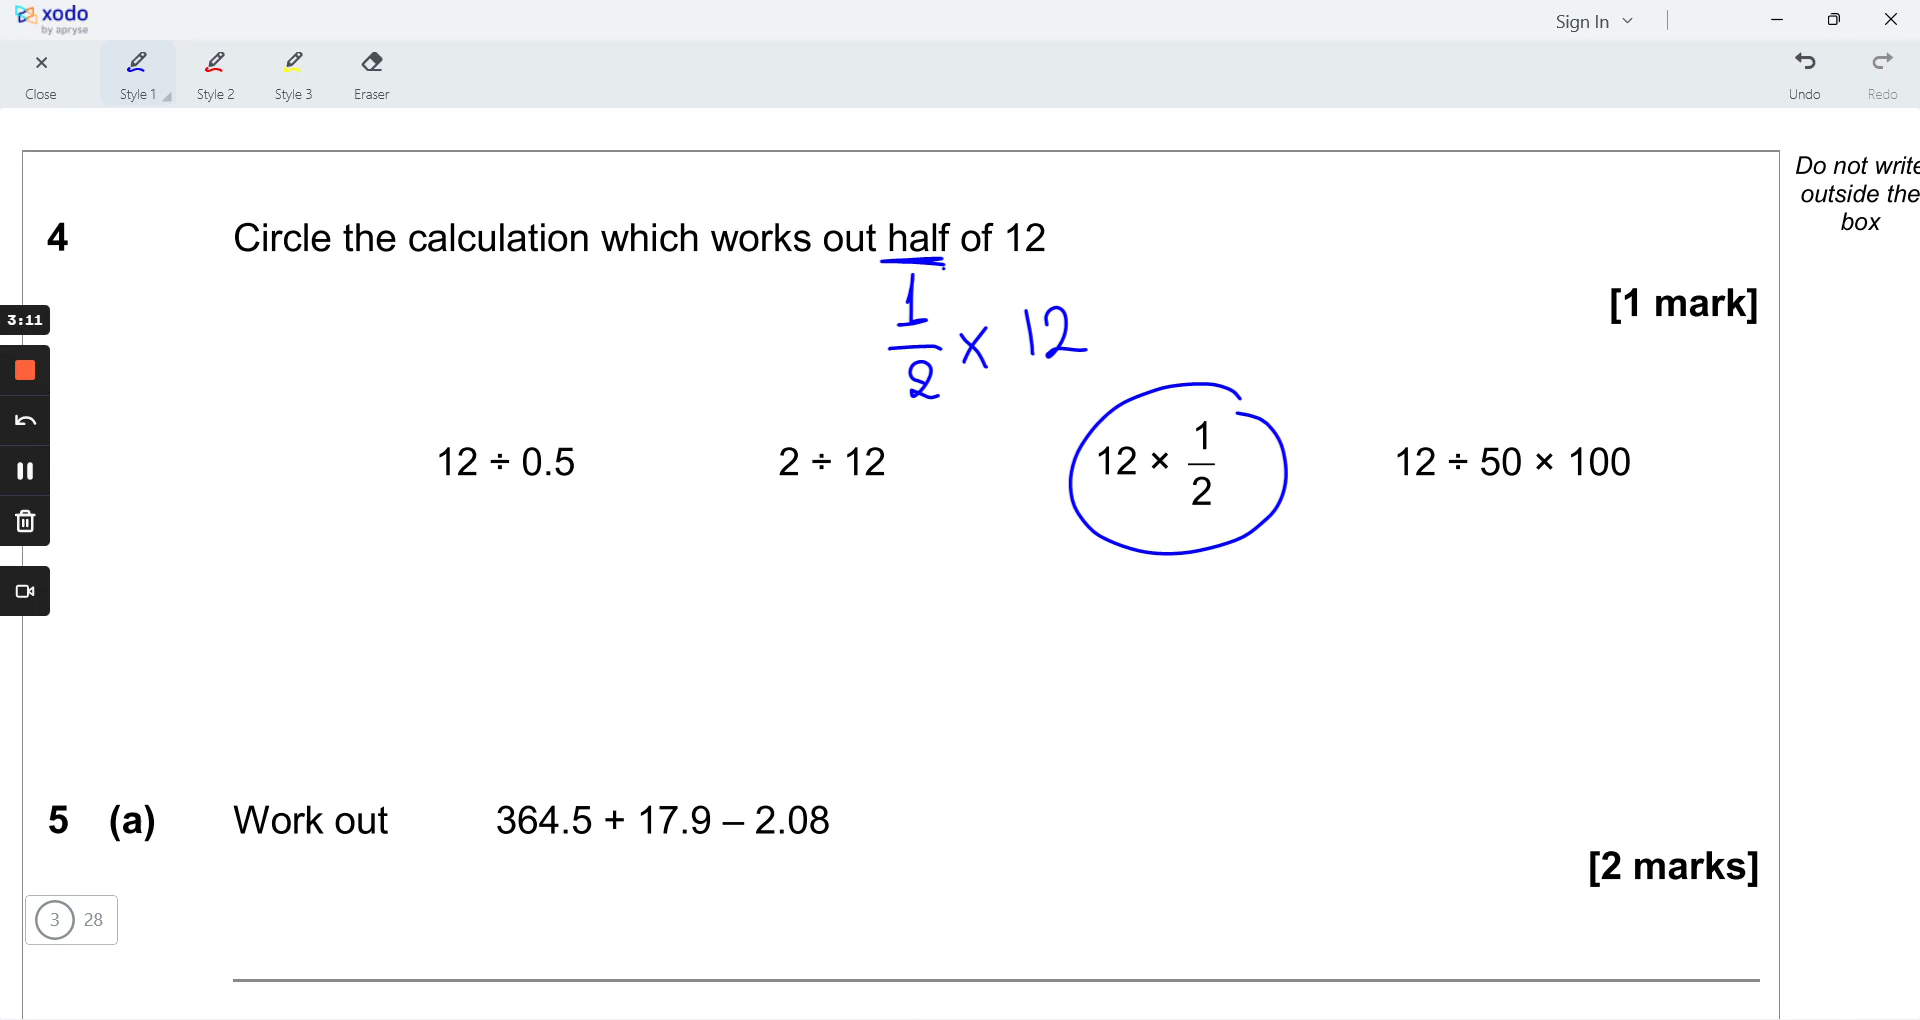 xodo
by apryse
Sign In
Close
Style 1
Style 2
Style 3
Eraser
Undo
Redo
Do not write
outside the
box
4 Circle the calculation which works out half of 12
[1 mark]
3:11
1/2 × 12
12 ÷ 0.5
2 ÷ 12
12 × 1/2
12 ÷ 50 × 100
5 (a) Work out 364.5 + 17.9 – 2.08
[2 marks]
3 28